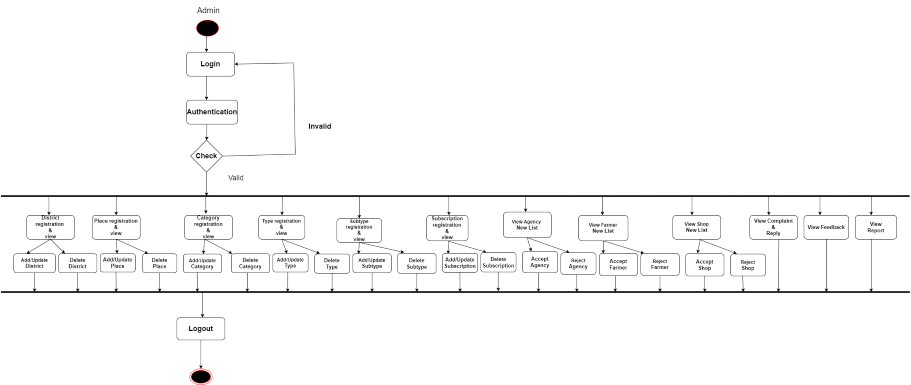 Admin
Login
Authentication
Invalid
Check
Valid
District
registration
&
view
Place registration
&
view
Category
registration
&
view
Type registration
&
view
Subtype
registration
&
view
Subscription
registration
&
view
View Agency
New List
View Farmer
New List
View Shop
New List
View Complaint
&
Reply
View Feedback
View
Report
Add/Update
District
Delete
District
Add/Update
Place
Delete
Place
Add/Update
Category
Delete
Category
Add/Update
Type
Delete
Type
Add/Update
Subtype
Delete
Subtype
Add/Update
Subscription
Delete
Subscription
Accept
Agency
Reject
Agency
Accept
Farmer
Reject
Farmer
Accept
Shop
Reject
Shop
Logout